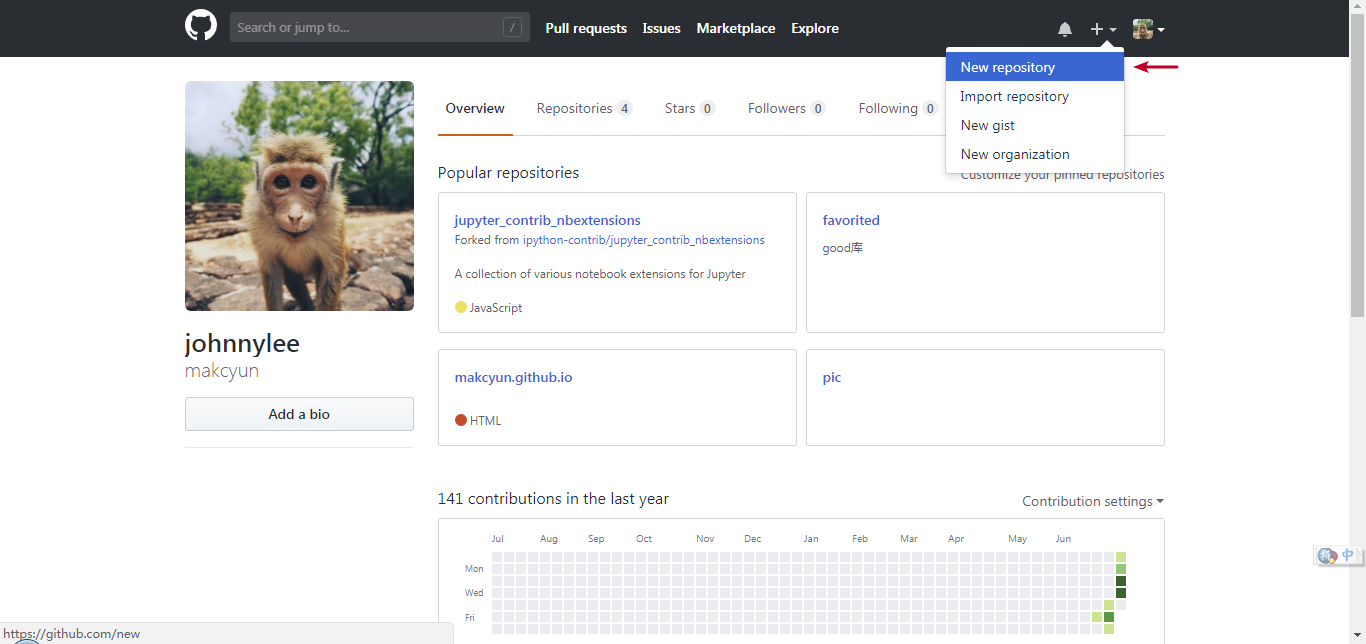 Search or jump to... / Pull requests Issues Marketplace Explore
New repository
Import repository
New gist
New organization
Overview Repositories 4 Stars 0 Followers 0 Following 0
Popular repositories Customize your pinned repositories
jupyter_contrib_nbextensions
Forked from ipython-contrib/jupyter_contrib_nbextensions
A collection of various notebook extensions for Jupyter
JavaScript
favorited
good库
johnnylee
makcyun
Add a bio
makcyun.github.io
HTML
pic
141 contributions in the last year Contribution settings
Jul Aug Sep Oct Nov Dec Jan Feb Mar Apr May Jun
Mon
Wed
Fri
中
https://github.com/new